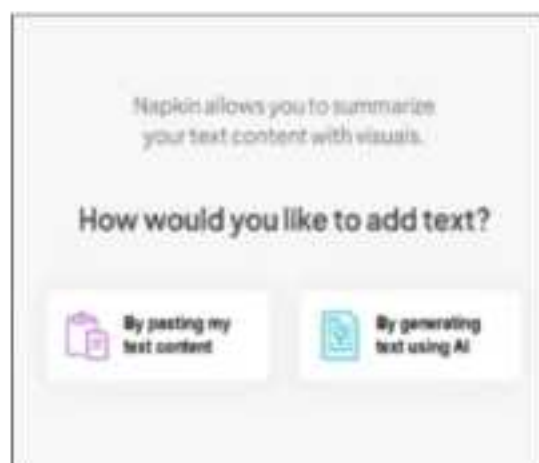 Napkin allows you to summarize
your text content with visuals.
How would you like to add text?
By pasting my
text content
By generating
text using AI